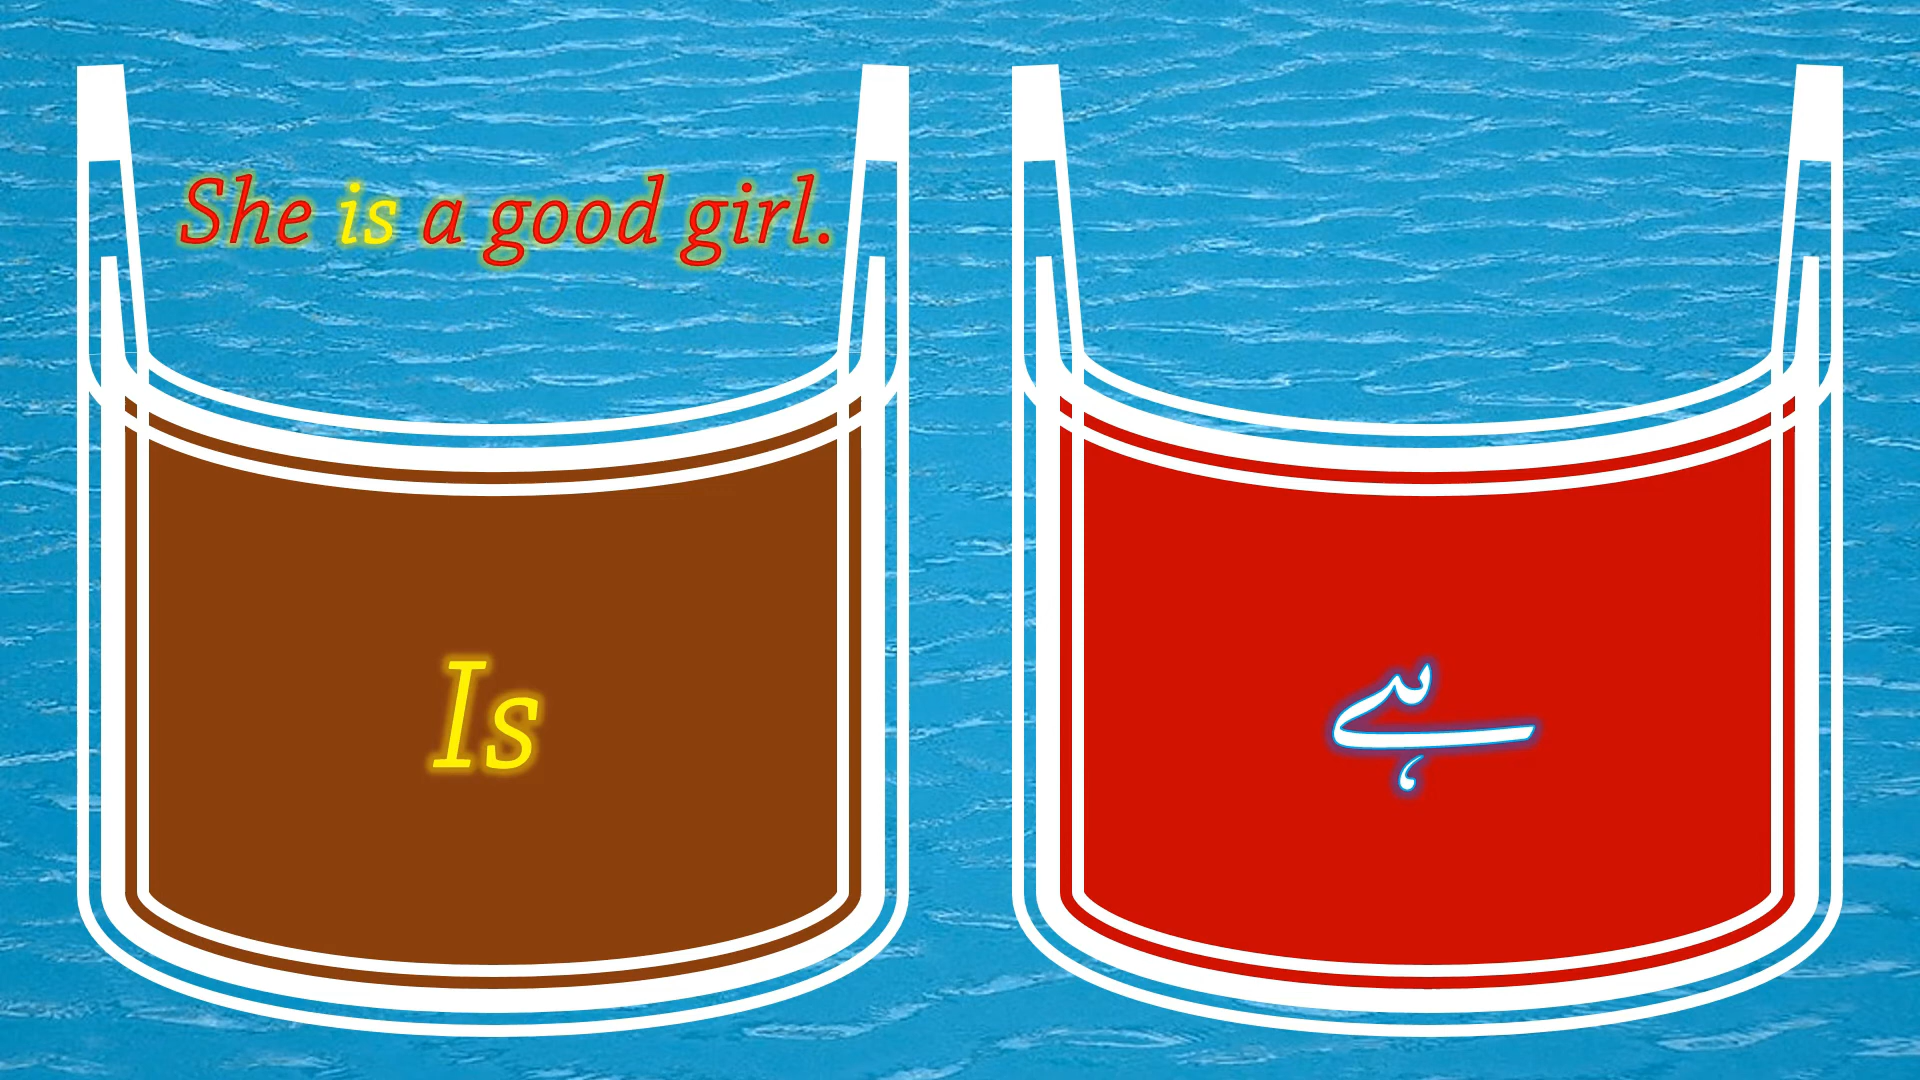 She is a good girl.
Is
ہے